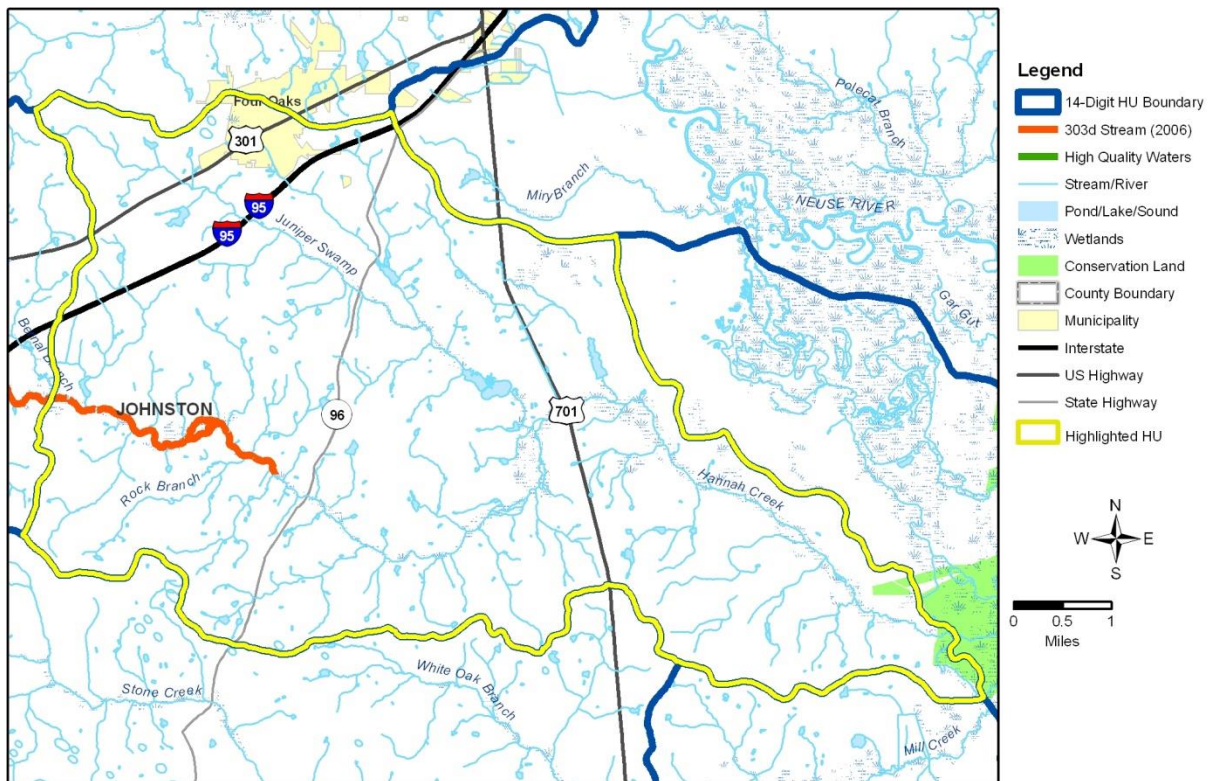 Four Oaks
301
95
95
Juniper Swamp
Miry Branch
Polecat Branch
NEUSE RIVER
Gar Gut
JOHNSTON
96
701
Rock Branch
Hannah Creek
Stone Creek
White Oak Branch
Mill Creek
Legend
14-Digit HU Boundary
303d Stream (2006)
High Quality Waters
Stream/River
Pond/Lake/Sound
Wetlands
Conservation Land
County Boundary
Municipality
Interstate
US Highway
State Highway
Highlighted HU
N
W E
S
0 0.5 1
Miles